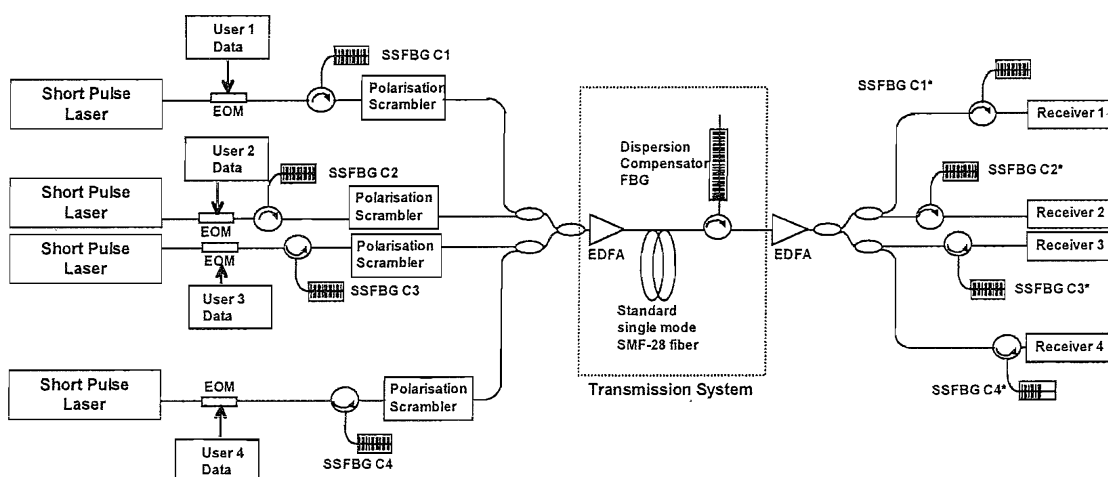 User 1
Data
SSFBG C1
Short Pulse
Laser
EOM
Polarisation
Scrambler
User 2
Data
SSFBG C2
Short Pulse
Laser
EOM
Polarisation
Scrambler
Short Pulse
Laser
EOM
Polarisation
Scrambler
SSFBG C3
User 3
Data
Short Pulse
Laser
EOM
Polarisation
Scrambler
User 4
Data
SSFBG C4
EDFA
Dispersion
Compensator
FBG
Standard
single mode
SMF-28 fiber
Transmission System
EDFA
SSFBG C1*
Receiver 1
SSFBG C2*
Receiver 2
Receiver 3
SSFBG C3*
Receiver 4
SSFBG C4*